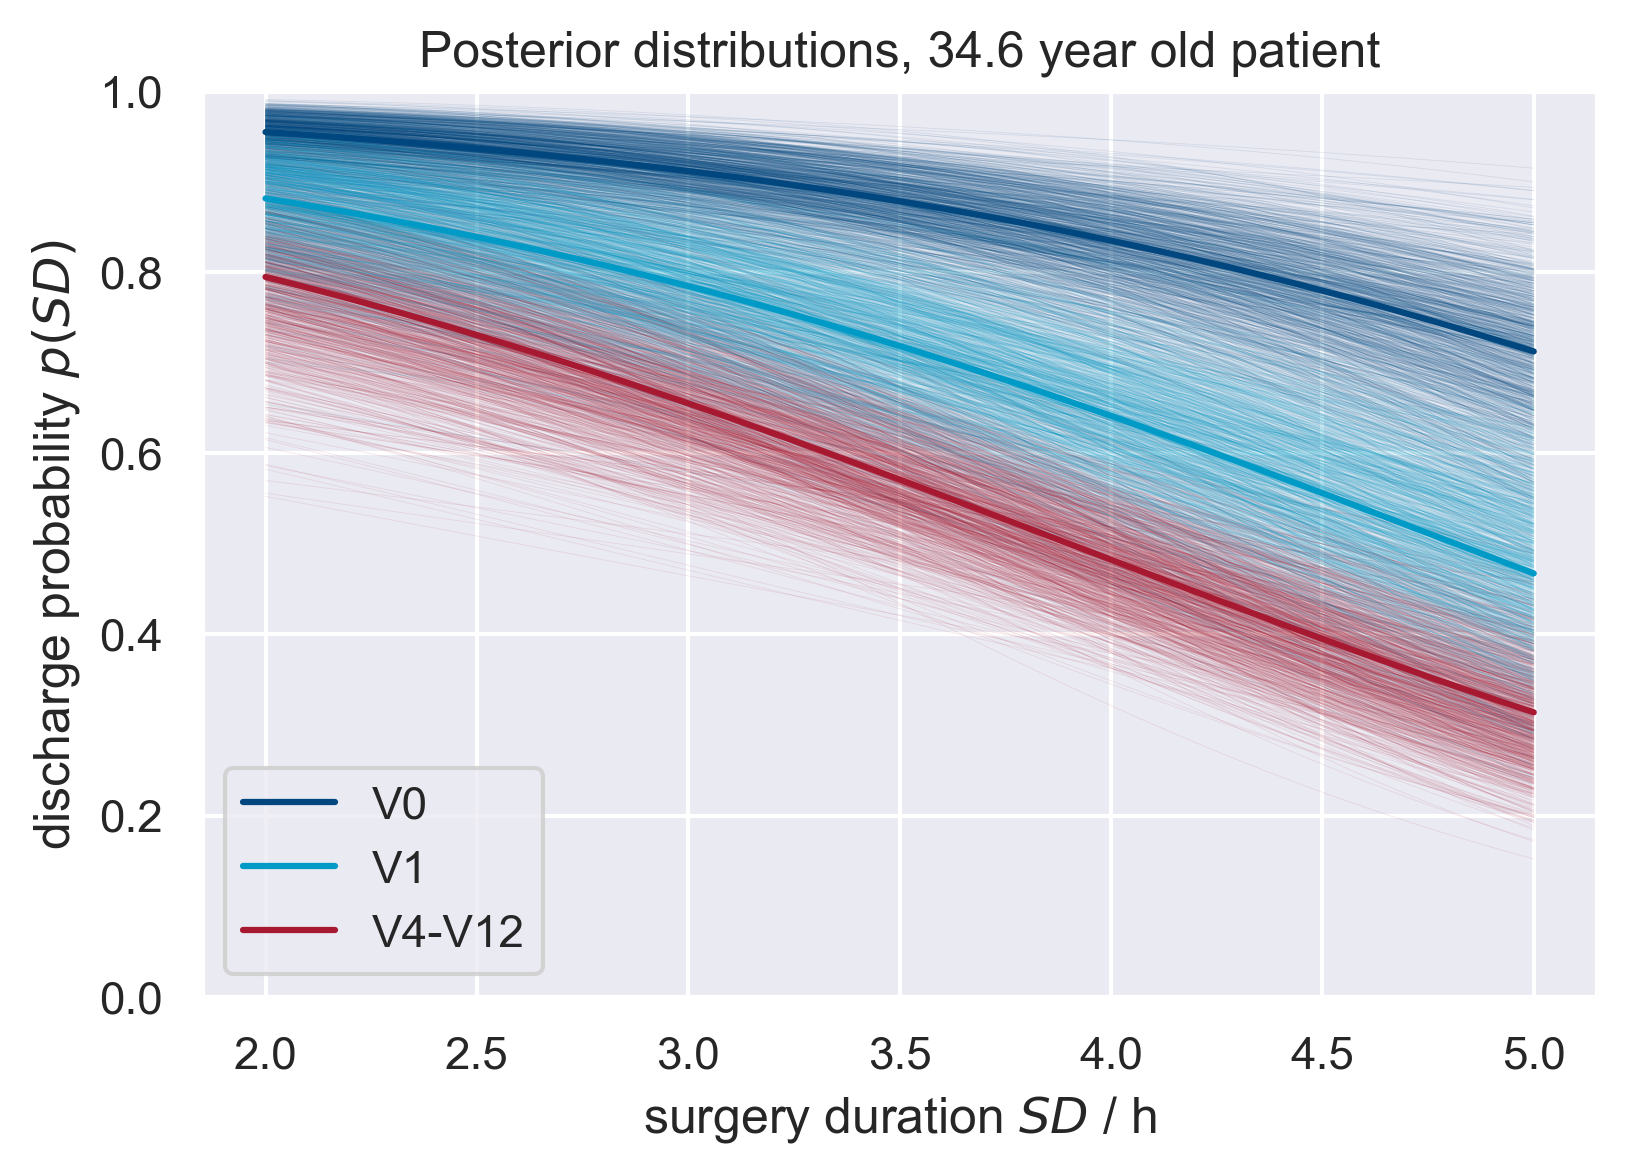 Posterior distributions, 34.6 year old patient
1.0
0.8
0.6
0.4
0.2
0.0
discharge probability p(SD)
V0
V1
V4-V12
2.0 2.5 3.0 3.5 4.0 4.5 5.0
surgery duration SD / h